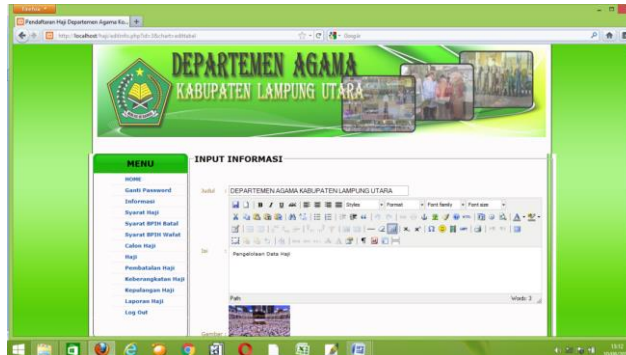 Firefox
Pendaftaran Haji Departemen Agama Ko...
Google
DEPARTEMEN AGAMA
KABUPATEN LAMPUNG UTARA
MENU
HOME
Ganti Password
Informasi
Syarat Haji
Syarat BPIH Batal
Syarat BPIH Wafat
Calon Haji
Haji
Pembatalan Haji
Keberangkatan Haji
Kepulangan Haji
Laporan Haji
Log Out
INPUT INFORMASI
Judul : DEPARTEMEN AGAMA KABUPATEN LAMPUNG UTARA
Styles Format Font family Font size
Isi : Pengelolaan Data Haji
Path Words: 3
Gambar :